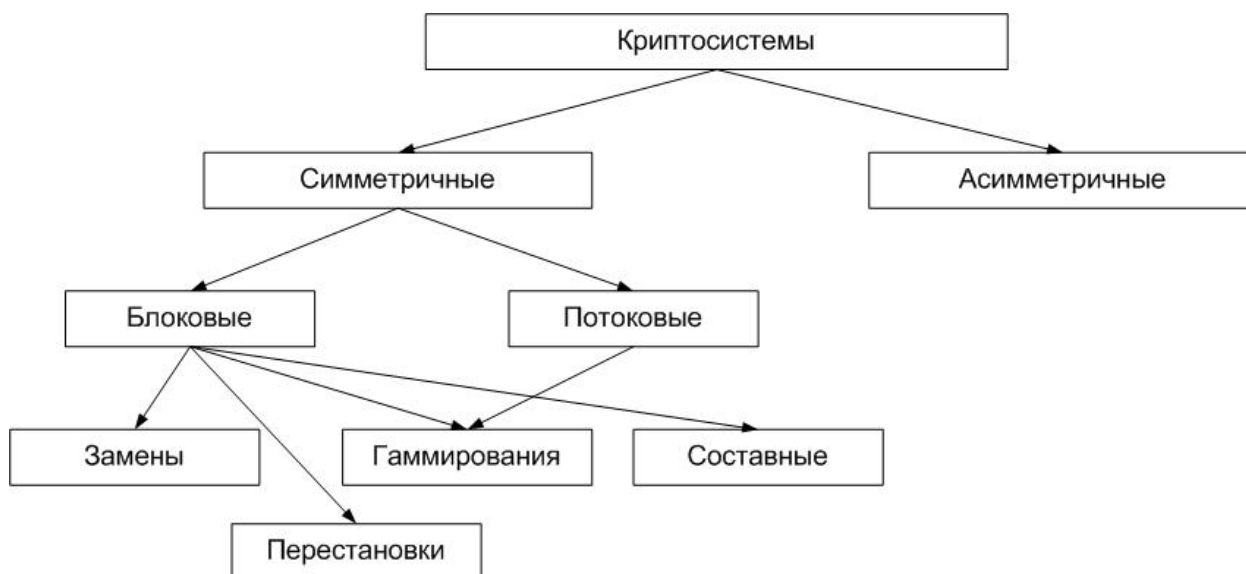 Криптосистемы
Симметричные
Асимметричные
Блоковые
Потоковые
Замены
Гаммирования
Составные
Перестановки